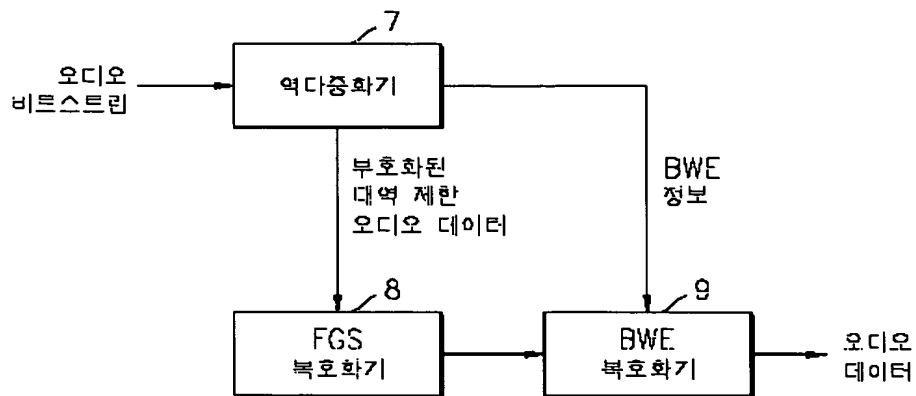 7
오디오
비트스트림
역다중화기
부호화된
대역 제한
오디오 데이터
BWE
정보
8
FGS
복호화기
9
BWE
복호화기
오디오
데이터